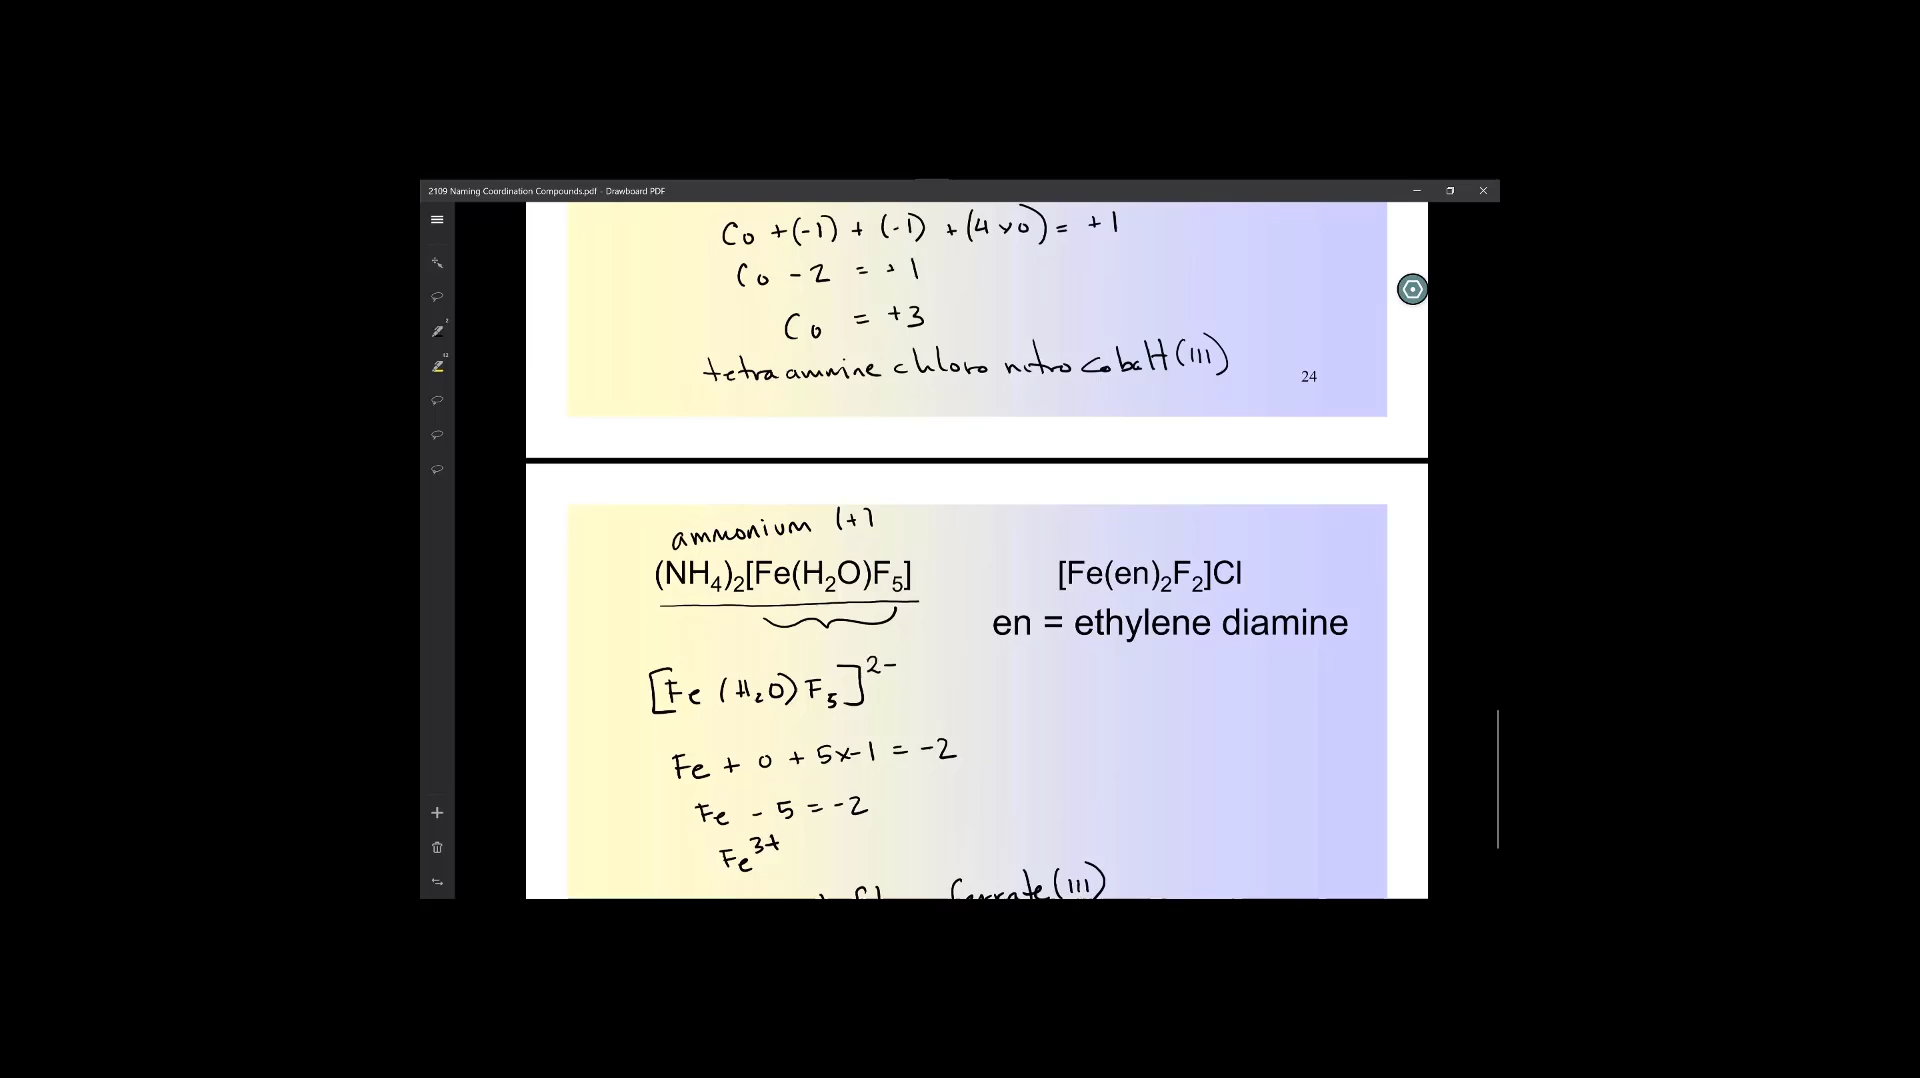 2109 Naming Coordination Compounds.pdf - Drawboard PDF
Co + (-1) + (-1) + (4 x 0) = +1
Co - 2 = +1
Co = +3
tetra ammine chloro nitro cobalt (III)
24
ammonium 1+
(NH₄)₂[Fe(H₂O)F₅]
[Fe(en)₂F₂]Cl
en = ethylene diamine
[Fe (H₂O) F₅]²⁻
Fe + 0 + 5x-1 = -2
Fe - 5 = -2
Fe³⁺
ferrate (III)